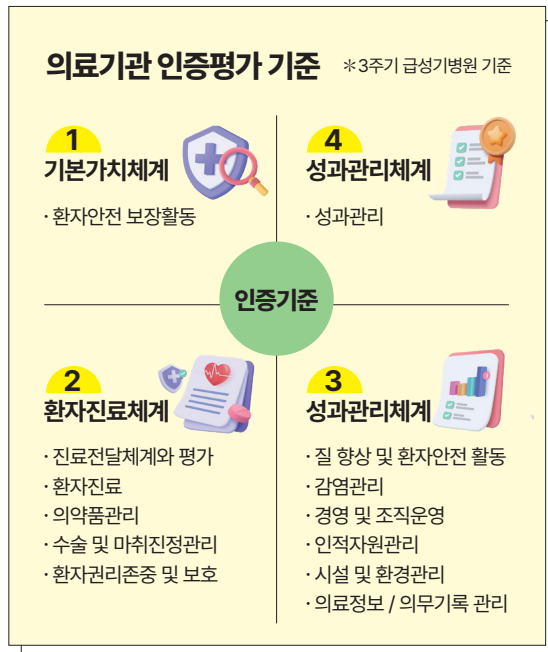 의료기관 인증평가 기준 *3주기 급성기병원 기준
1
기본가치체계
· 환자안전 보장활동
4
성과관리체계
· 성과관리
인증기준
2
환자진료체계
· 진료전달체계와 평가
· 환자진료
· 의약품관리
· 수술 및 마취진정관리
· 환자권리존중 및 보호
3
성과관리체계
· 질 향상 및 환자안전 활동
· 감염관리
· 경영 및 조직운영
· 인적자원관리
· 시설 및 환경관리
· 의료정보 / 의무기록 관리